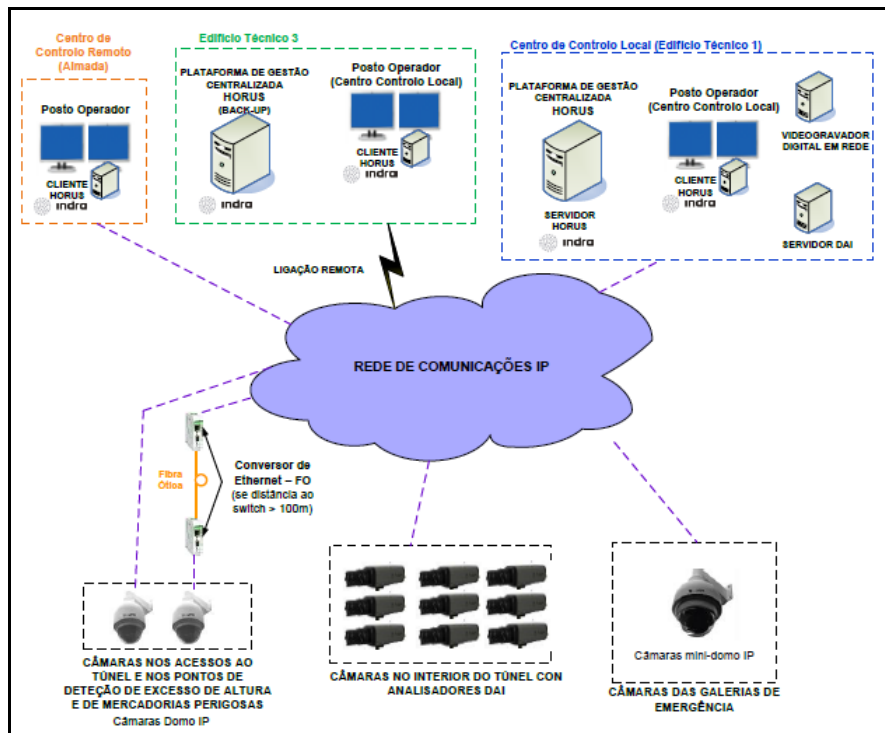 Centro de
Controlo Remoto
(Almada)
Posto Operador
CLIENTE
HORUS
indra
Edificio Técnico 3
PLATAFORMA DE GESTÃO
CENTRALIZADA
HORUS
(BACK-UP)
indra
Posto Operador
(Centro Controlo Local)
CLIENTE
HORUS
indra
Centro de Controlo Local (Edificio Técnico 1)
PLATAFORMA DE GESTÃO
CENTRALIZADA
HORUS
SERVIDOR
HORUS
indra
Posto Operador
(Centro Controlo Local)
CLIENTE
HORUS
indra
VIDEOGRAVADOR
DIGITAL EM REDE
SERVIDOR DAI
LIGAÇÃO REMOTA
REDE DE COMUNICAÇÕES IP
Fibra
Ótica
Conversor de
Ethernet – FO
(se distância ao
switch > 100m)
CÂMARAS NOS ACESSOS AO
TÚNEL E NOS PONTOS DE
DETEÇÃO DE EXCESSO DE ALTURA
E DE MERCADORIAS PERIGOSAS
Câmaras Domo IP
CÂMARAS NO INTERIOR DO TÚNEL CON
ANALISADORES DAI
Câmaras mini-domo IP
CÂMARAS DAS GALERIAS DE
EMERGÊNCIA